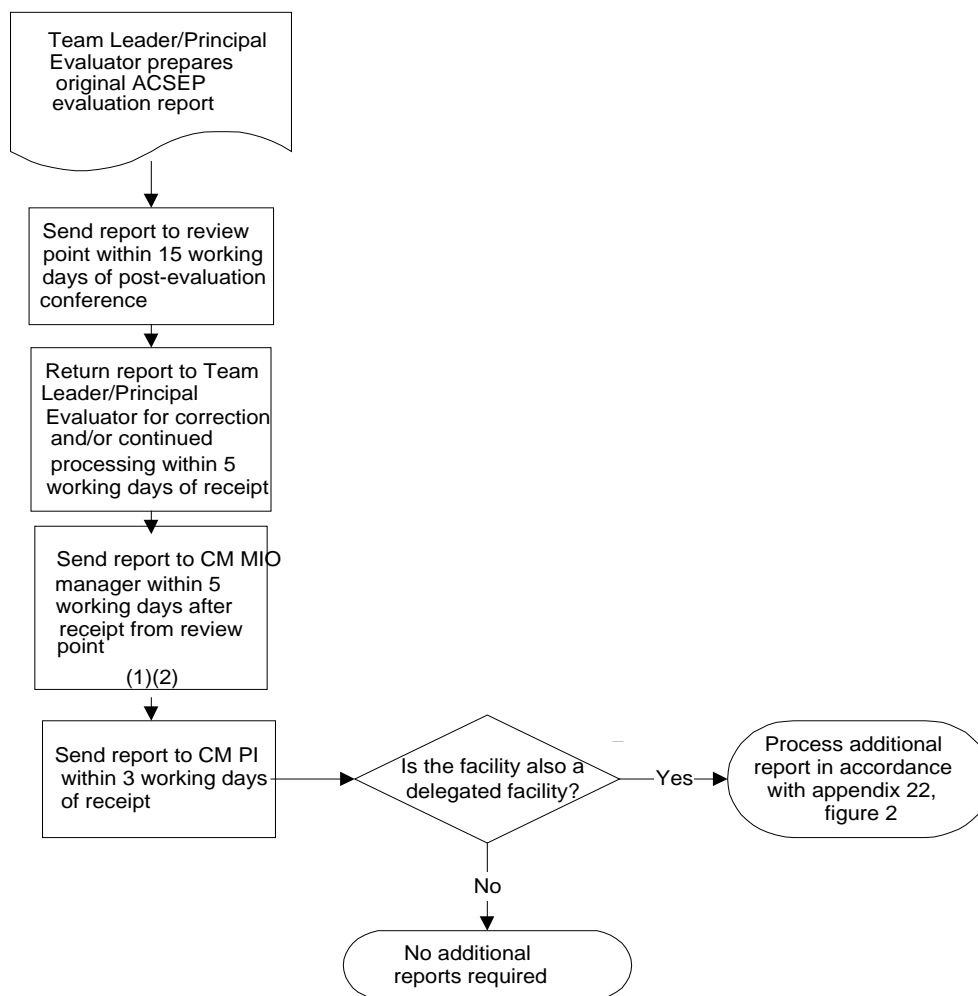 Team Leader/Principal
Evaluator prepares
original ACSEP
evaluation report
Send report to review
point within 15 working
days of post-evaluation
conference
Return report to Team
Leader/Principal
Evaluator for correction
and/or continued
processing within 5
working days of receipt
Send report to CM MIO
manager within 5
working days after
receipt from review
point
(1)(2)
Send report to CM PI
within 3 working days
of receipt
Is the facility also a
delegated facility?
Yes
Process additional
report in accordance
with appendix 22,
figure 2
No
No additional
reports required